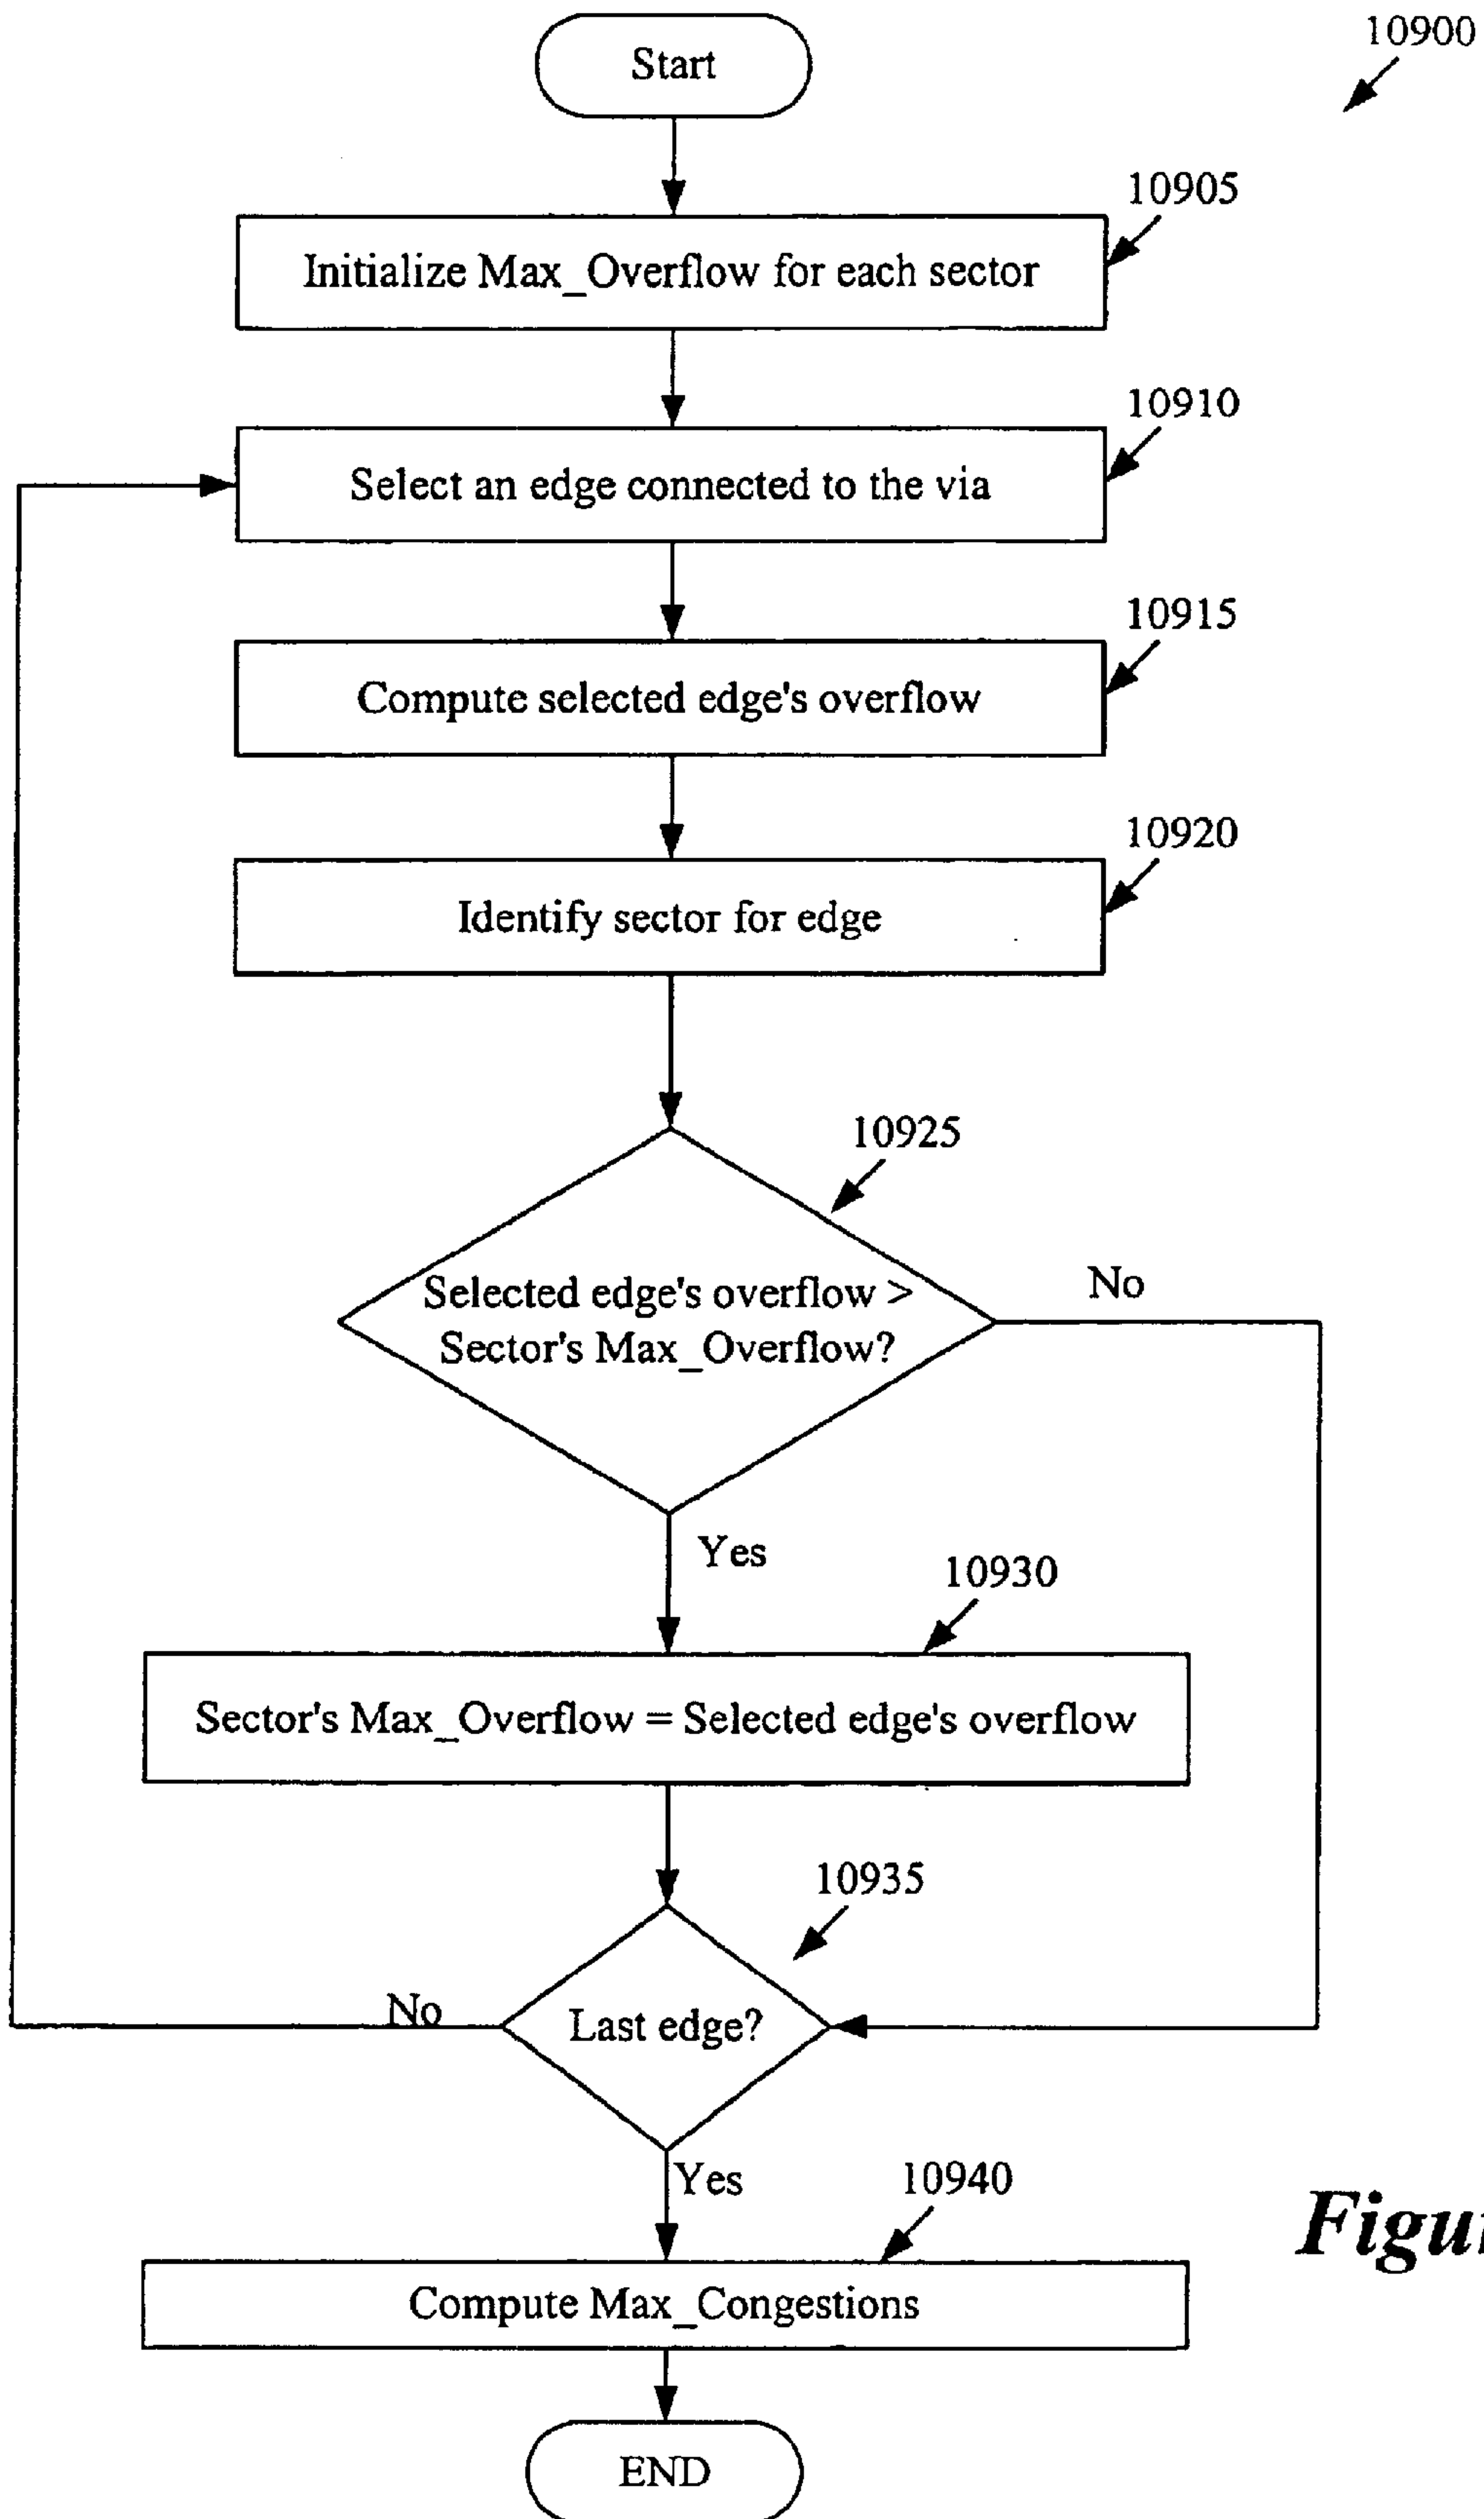 Start
10900
10905
Initialize Max_Overflow for each sector
10910
Select an edge connected to the via
10915
Compute selected edge's overflow
10920
Identify sector for edge
10925
Selected edge's overflow >
Sector's Max_Overflow?
No
Yes
10930
Sector's Max_Overflow = Selected edge's overflow
10935
No
Last edge?
Yes
10940
Compute Max_Congestions
END